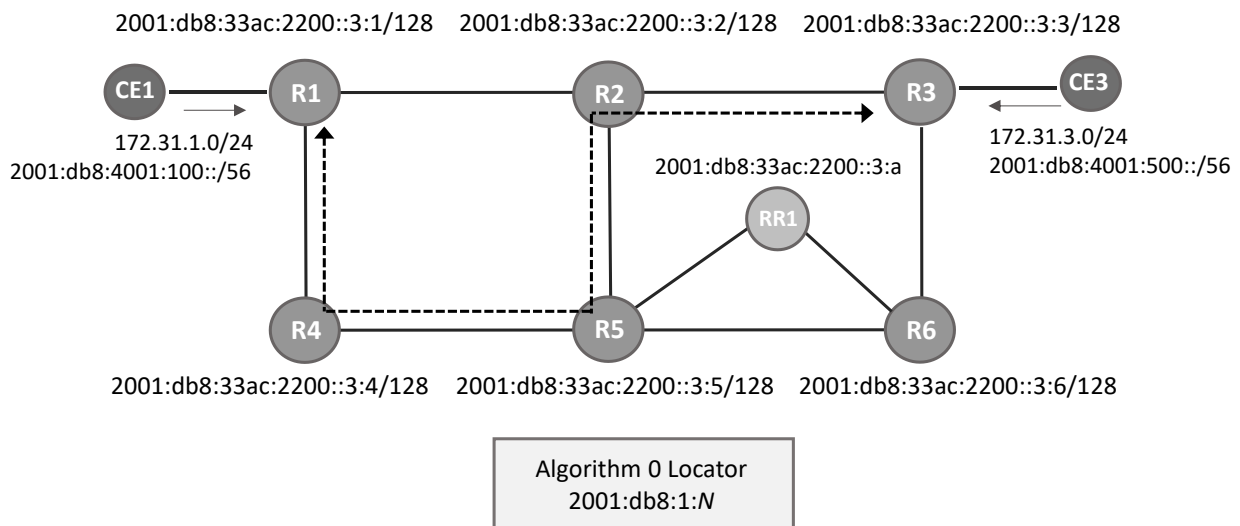 2001:db8:33ac:2200::3:1/128
2001:db8:33ac:2200::3:2/128
2001:db8:33ac:2200::3:3/128
CE1
R1
R2
R3
CE3
172.31.1.0/24
2001:db8:4001:100::/56
172.31.3.0/24
2001:db8:4001:500::/56
2001:db8:33ac:2200::3:a
RR1
R4
R5
R6
2001:db8:33ac:2200::3:4/128
2001:db8:33ac:2200::3:5/128
2001:db8:33ac:2200::3:6/128
Algorithm 0 Locator
2001:db8:1:N